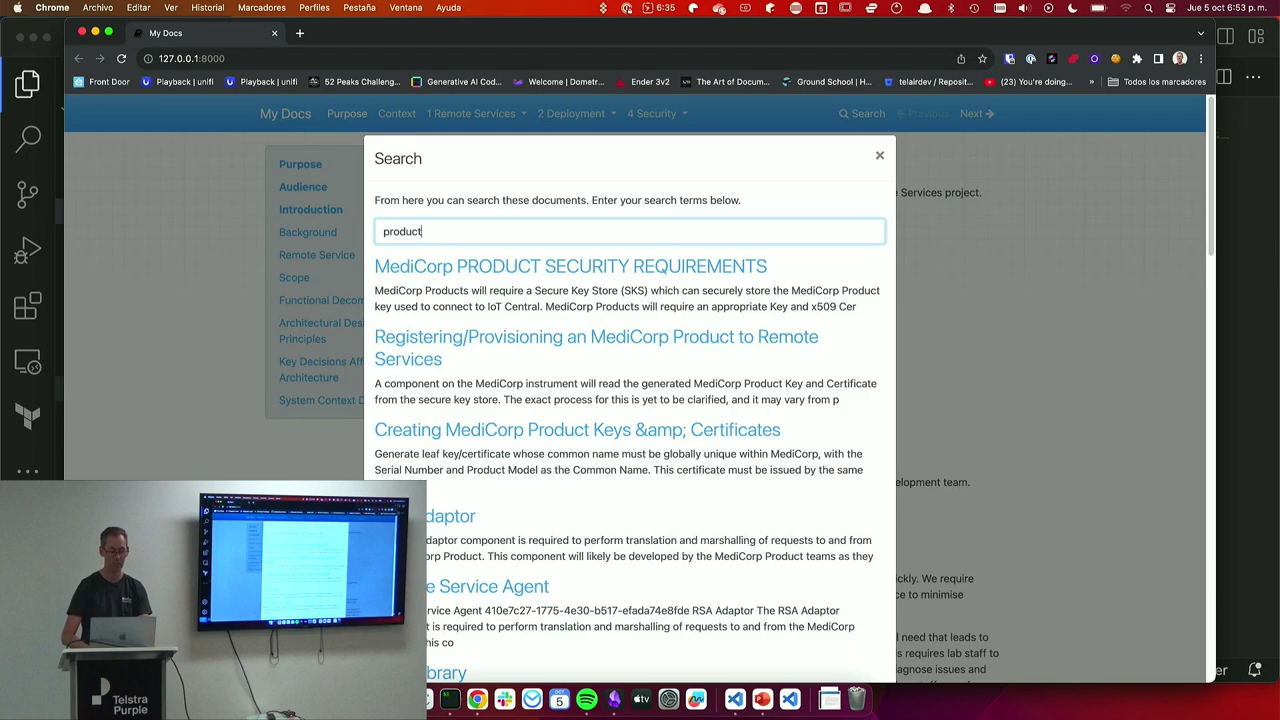 Chrome Archivo Editar Ver Historial Marcadores Perfiles Pestaña Ventana Ayuda 6:35 5 Jue 5 oct 6:53 p.m.
My Docs
127.0.0.1:8000
Front Door Playback | unifi Playback | unifi 52 Peaks Challeng... Generative AI Cod... Welcome | Dometr... Ender 3v2 The Art of Docum... Ground School | H... telairdev / Reposit... (23) You're doing... » Todos los marcadores
My Docs Purpose Context 1 Remote Services 2 Deployment 4 Security Search Previous Next
Purpose
Audience
Introduction
Background
Remote Service
Scope
Functional Decom
Architectural Des
Principles
Key Decisions Aff
Architecture
System Context D
Search ×
From here you can search these documents. Enter your search terms below.
product
MediCorp PRODUCT SECURITY REQUIREMENTS
MediCorp Products will require a Secure Key Store (SKS) which can securely store the MediCorp Product
key used to connect to IoT Central. MediCorp Products will require an appropriate Key and x509 Cer
Registering/Provisioning an MediCorp Product to Remote
Services
A component on the MediCorp instrument will read the generated MediCorp Product Key and Certificate
from the secure key store. The exact process for this is yet to be clarified, and it may vary from p
Creating MediCorp Product Keys &amp; Certificates
Generate leaf key/certificate whose common name must be globally unique within MediCorp, with the
Serial Number and Product Model as the Common Name. This certificate must be issued by the same
daptor
daptor component is required to perform translation and marshalling of requests to and from
orp Product. This component will likely be developed by the MediCorp Product teams as they
e Service Agent
ervice Agent 410e7c27-1775-4e30-b517-efada74e8fde RSA Adaptor The RSA Adaptor
t is required to perform translation and marshalling of requests to and from the MediCorp
his co
ibrary
e Services project.
velopment team.
ickly. We require
ce to minimise
l need that leads to
s requires lab staff to
diagnose issues and
er
Telstra
Purple
OCT
5
tv